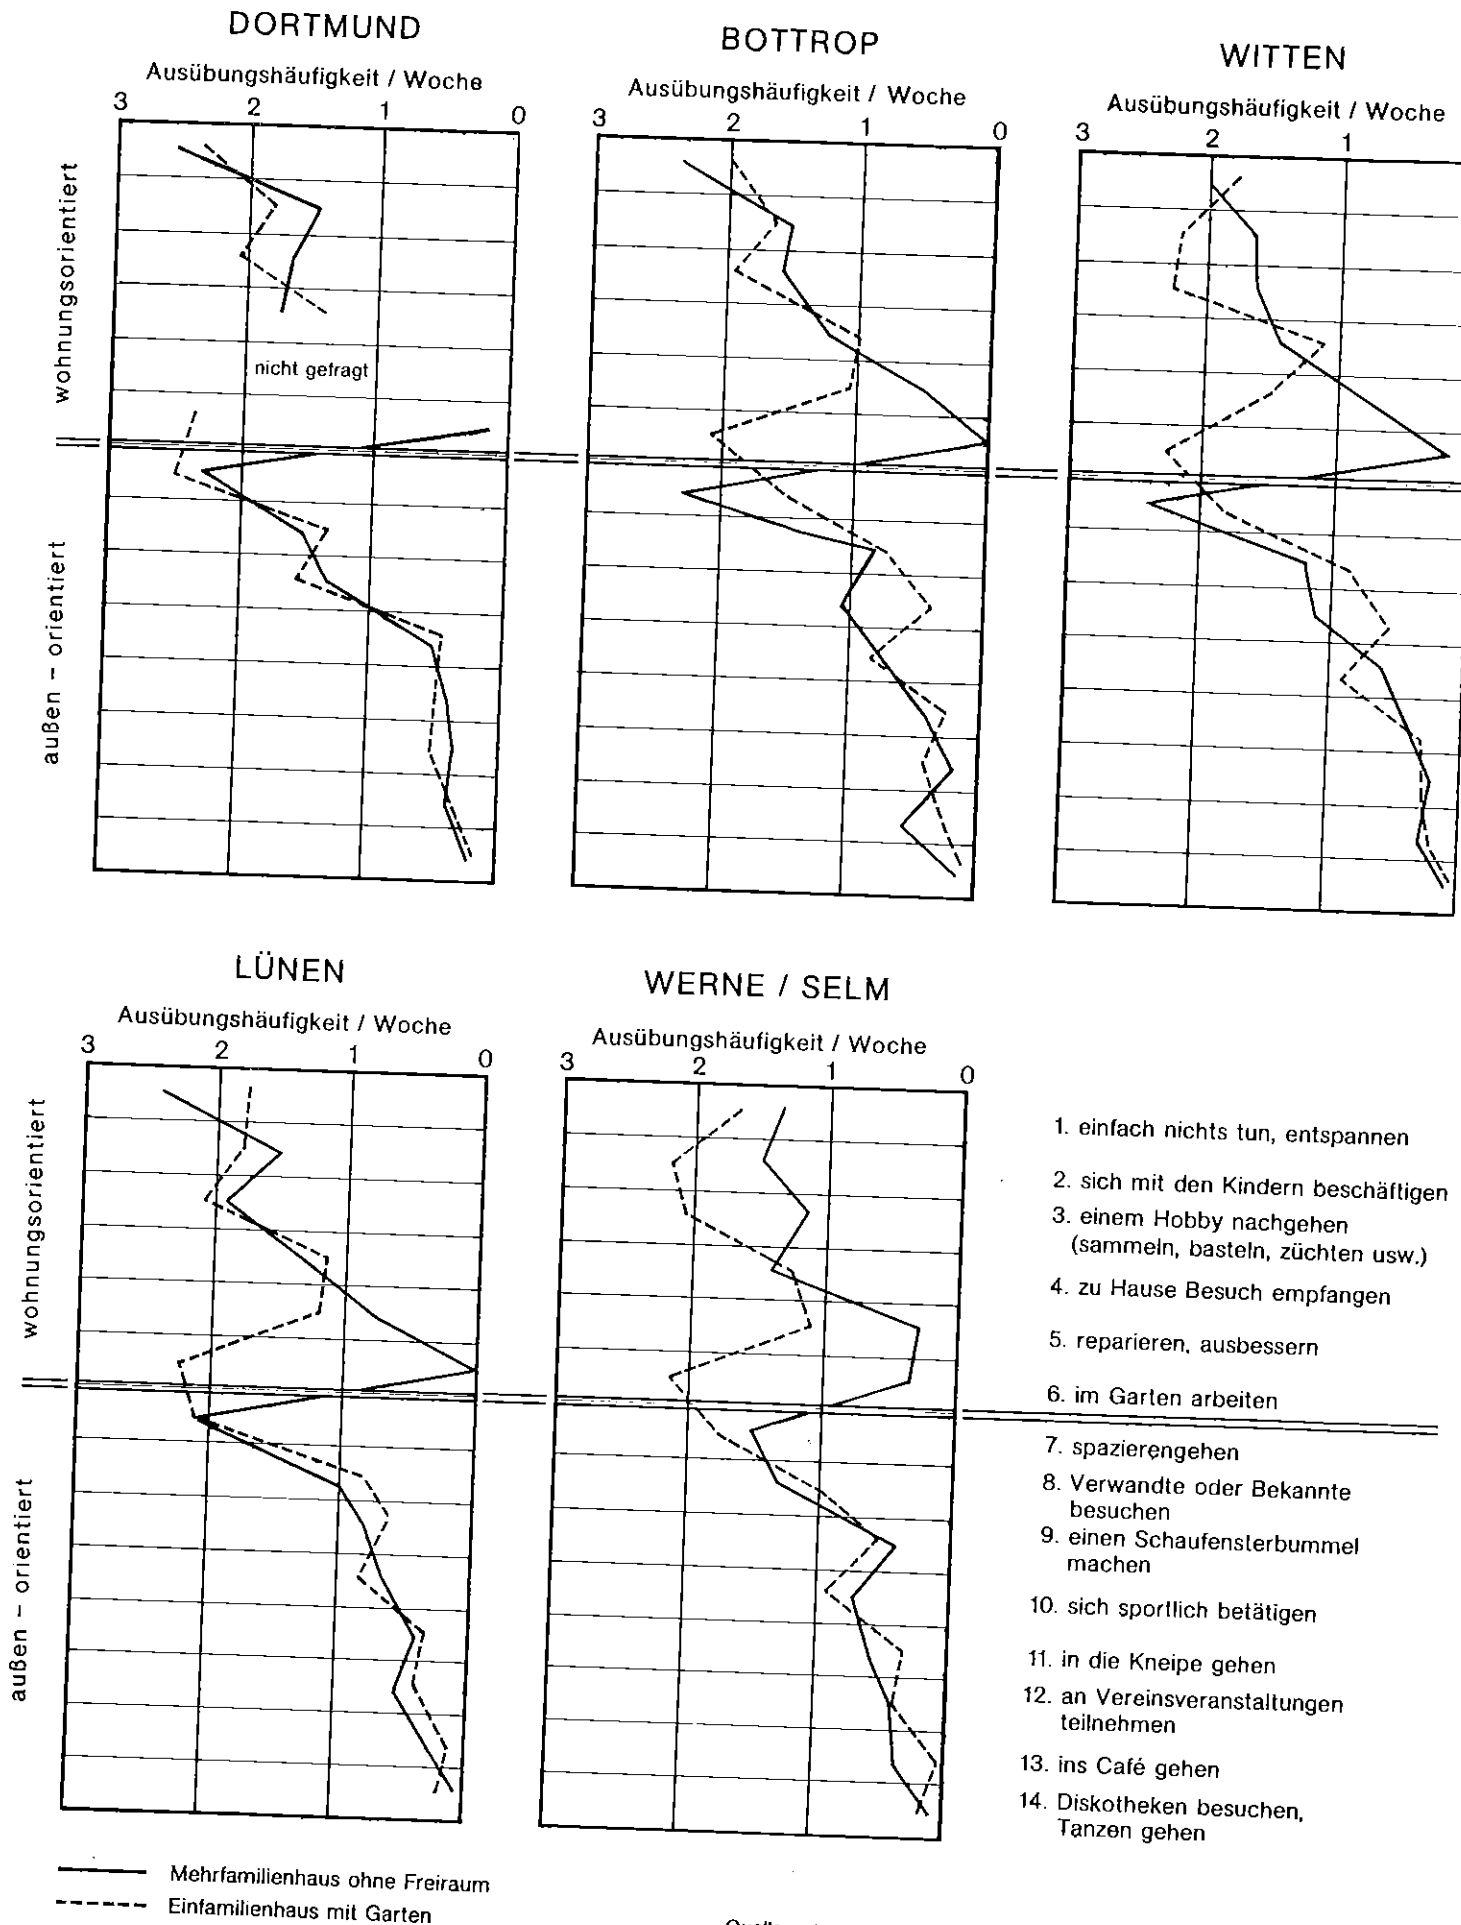 DORTMUND
Ausübungshäufigkeit / Woche
3 2 1 0
BOTTROP
Ausübungshäufigkeit / Woche
3 2 1 0
WITTEN
Ausübungshäufigkeit / Woche
3 2 1
wohnungsorientiert
nicht gefragt
außen – orientiert
LÜNEN
Ausübungshäufigkeit / Woche
3 2 1 0
WERNE / SELM
Ausübungshäufigkeit / Woche
3 2 1 0
wohnungsorientiert
außen – orientiert
1. einfach nichts tun, entspannen
2. sich mit den Kindern beschäftigen
3. einem Hobby nachgehen
(sammeln, basteln, züchten usw.)
4. zu Hause Besuch empfangen
5. reparieren, ausbessern
6. im Garten arbeiten
7. spazierengehen
8. Verwandte oder Bekannte
besuchen
9. einen Schaufensterbummel
machen
10. sich sportlich betätigen
11. in die Kneipe gehen
12. an Vereinsveranstaltungen
teilnehmen
13. ins Café gehen
14. Diskotheken besuchen,
Tanzen gehen
Mehrfamilienhaus ohne Freiraum
Einfamilienhaus mit Garten